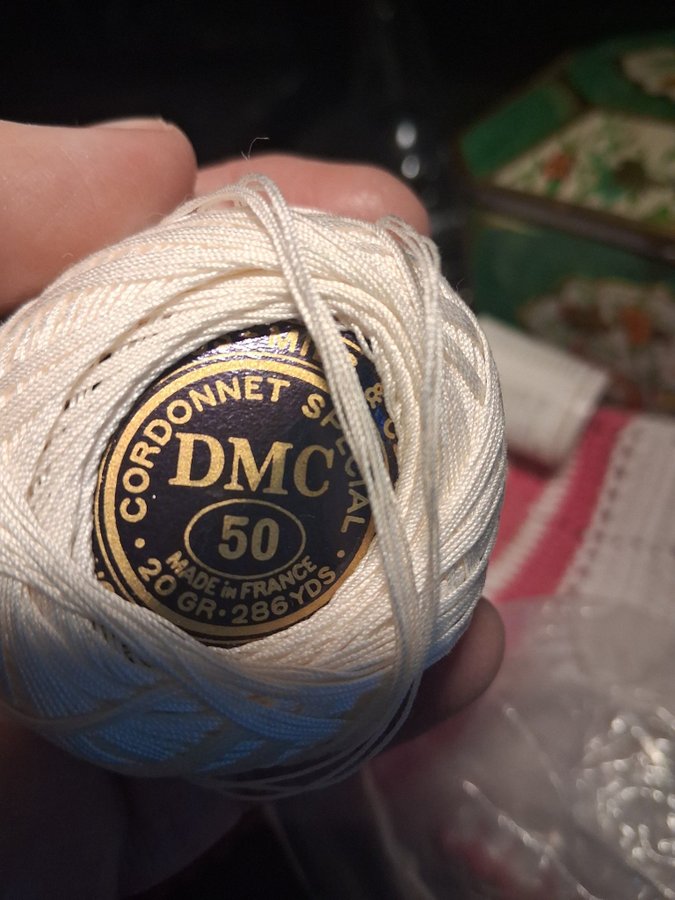 CORDONNET SPECIAL
DMC
50
MADE in FRANCE
20 GR • 286 YDS